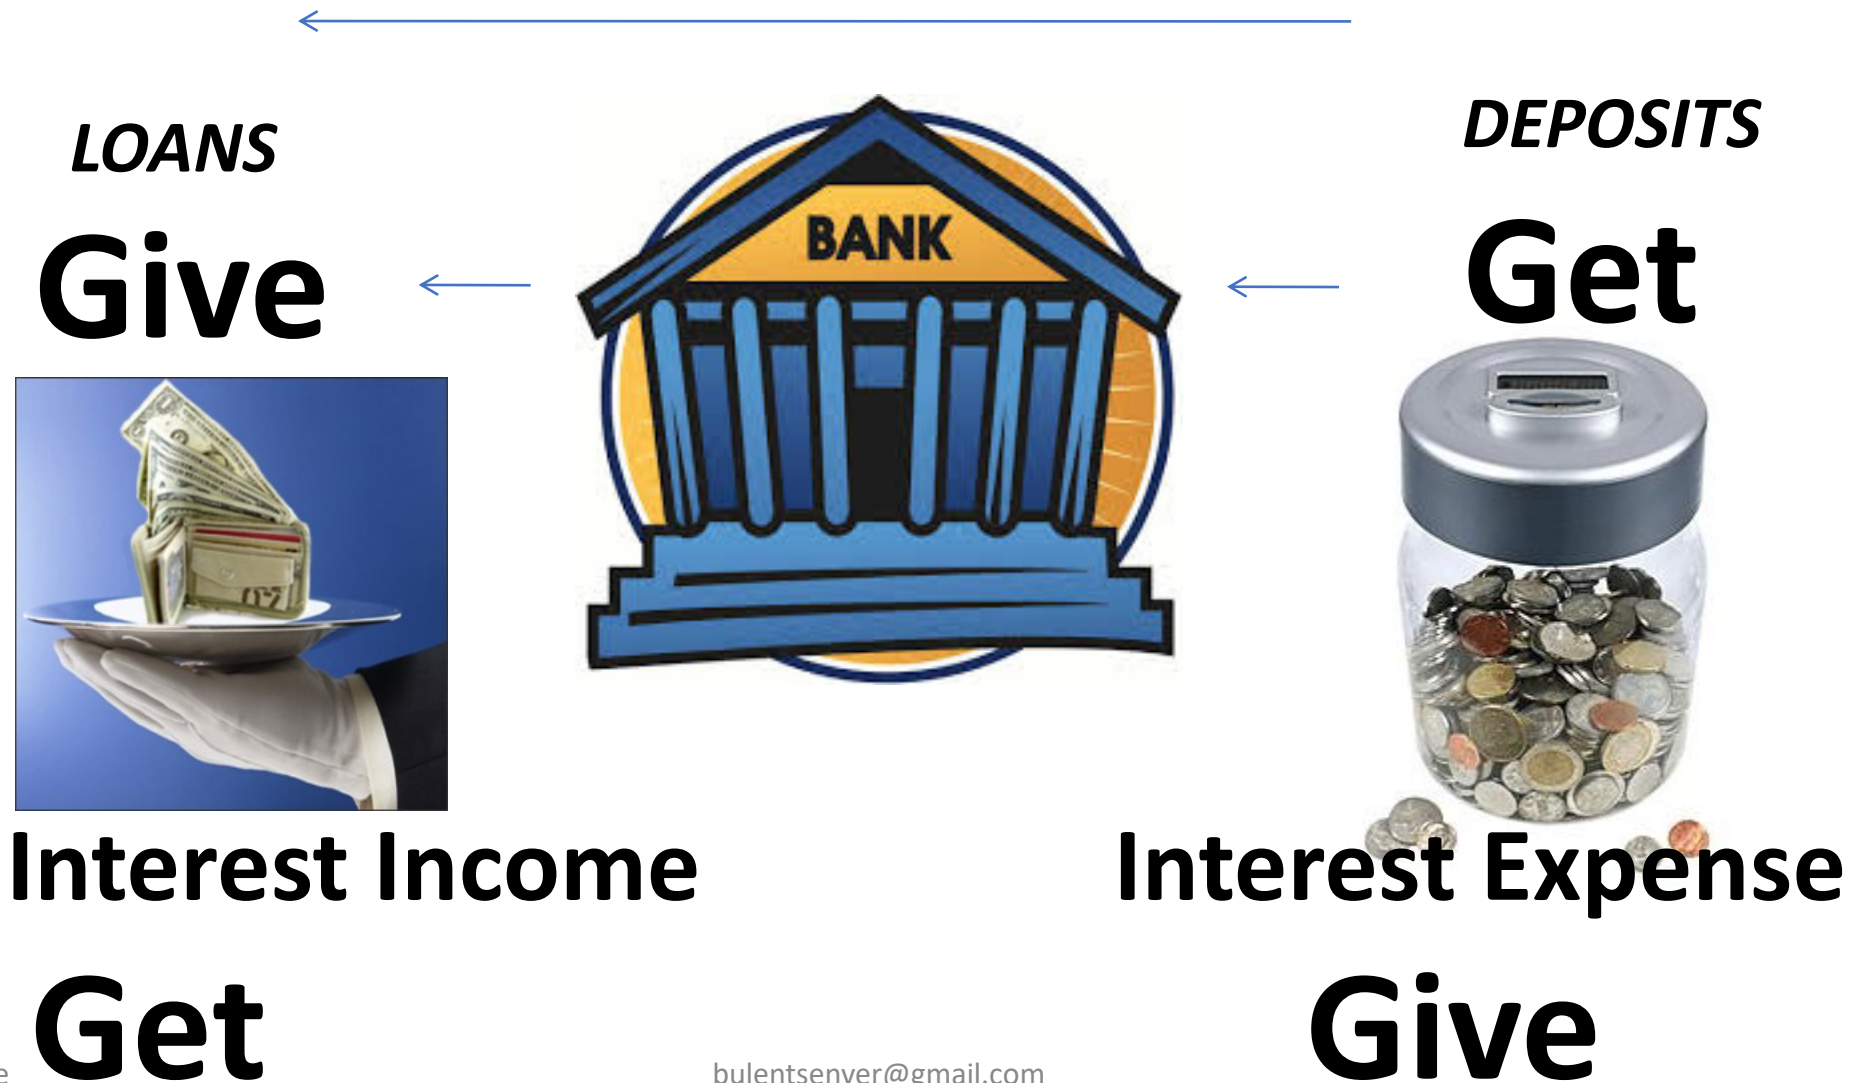 LOANS
DEPOSITS
BANK
Give
Get
Interest Income
Interest Expense
Get
Give
bulentsenver@gmail.com